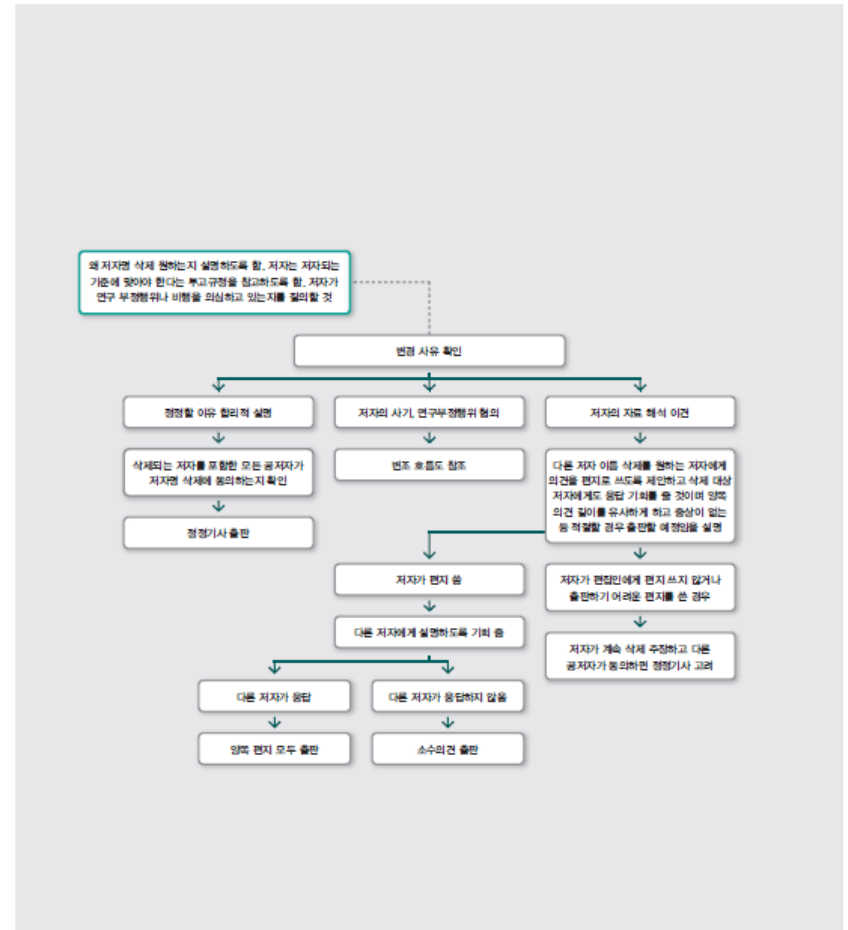 왜 저자명 삭제 원하는지 설명하도록 함. 저자는 저자되는
기준에 맞아야 한다는 투고규정을 참고하도록 함. 저자가
연구 부정행위나 비행을 의심하고 있는지를 질의할 것
변경 사유 확인
정정할 이유 합리적 설명
저자의 사기, 연구부정행위 혐의
저자의 자료 해석 이견
삭제되는 저자를 포함한 모든 공저자가
저자명 삭제에 동의하는지 확인
변조 흐름도 참조
다른 저자 이름 삭제를 원하는 저자에게
의견을 편지로 쓰도록 제안하고 삭제 대상
저자에게도 응답 기회를 줄 것이며 양쪽
의견 길이를 유사하게 하고 중상이 없는
등 적절할 경우 출판할 예정임을 설명
정정기사 출판
저자가 편지 씀
저자가 편집인에게 편지 쓰지 않거나
출판하기 어려운 편지를 쓴 경우
다른 저자에게 설명하도록 기회 줌
저자가 계속 삭제 주장하고 다른
공저자가 동의하면 정정기사 고려
다른 저자가 응답
다른 저자가 응답하지 않음
양쪽 편지 모두 출판
소수의견 출판